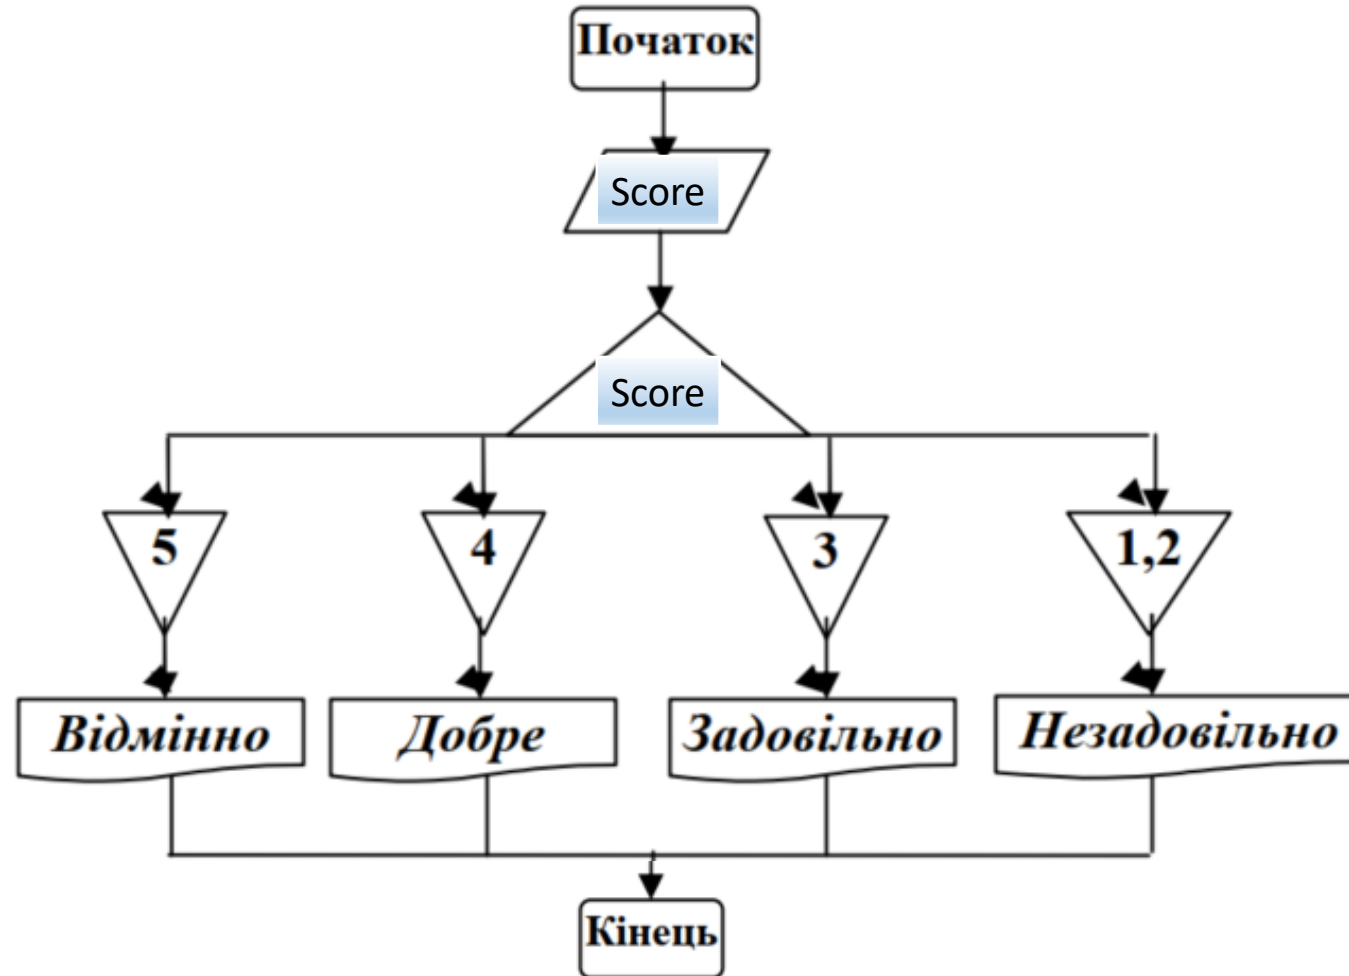 Початок
Score
Score
5
4
3
1,2
Відмінно
Добре
Задовільно
Незадовільно
Кінець